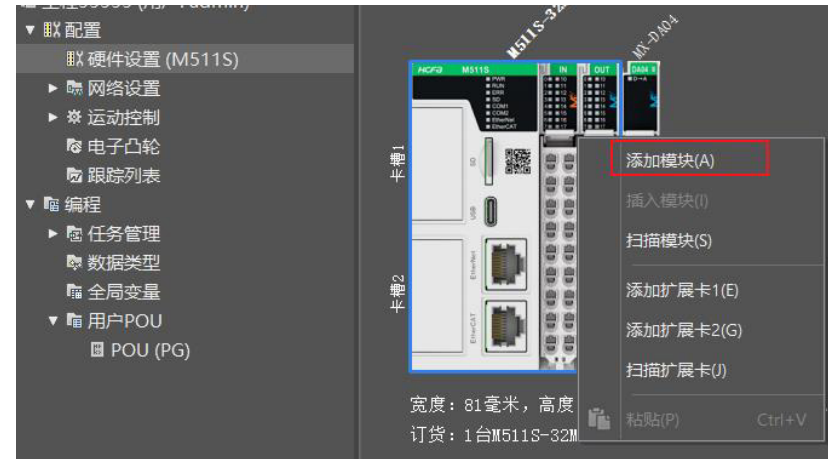 配置
硬件设置 (M511S)
网络设置
运动控制
电子凸轮
跟踪列表
编程
任务管理
数据类型
全局变量
用户POU
POU (PG)
M511S-32
MX-DA04
HCFA M511S
PWR
RUN
ERR
SD
COM1
COM2
EtherNet
EtherCAT
IN
OUT
DA04
D→A
卡槽1
SD
USB
卡槽2
EtherNet
EtherCAT
添加模块(A)
插入模块(I)
扫描模块(S)
添加扩展卡1(E)
添加扩展卡2(G)
扫描扩展卡(J)
粘贴(P) Ctrl+V
宽度: 81毫米, 高度
订货: 1台M511S-32M